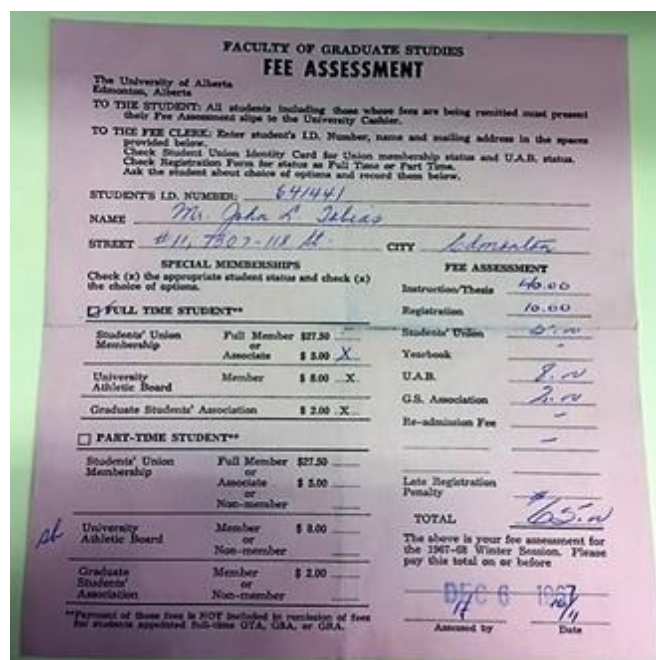 FACULTY OF GRADUATE STUDIES
FEE ASSESSMENT
The University of Alberta
Edmonton, Alberta
TO THE STUDENT: All students including those whose fees are being remitted must present
their Fee Assessment slips to the University Cashier.
TO THE FEE CLERK: Enter student's I.D. Number, name and mailing address in the spaces
provided below.
Check Student Union Identity Card for Union membership status and U.A.B. status.
Check Registration Form for status as Full Time or Part Time.
Ask the student about choice of options and record them below.
STUDENT'S I.D. NUMBER: 641441
NAME Mr. John L Tobias
STREET #11, 7307-118 St. CITY Edmonton
SPECIAL MEMBERSHIPS
Check (x) the appropriate student status and check (x)
the choice of options.
FULL TIME STUDENT**
Students' Union Full Member $27.50
Membership or
Associate $ 5.00 X
University Member $ 8.00 X
Athletic Board
Graduate Students' Association $ 2.00 X
PART-TIME STUDENT**
Students' Union Full Member $27.50
Membership or
Associate $ 5.00
or
Non-member
University Member $ 8.00
Athletic Board or
Non-member
Graduate Member $ 2.00
Students' or
Association Non-member
**Payment of these fees is NOT included in remission of fees
for students appointed full-time GTA, GSA, or GRA.
FEE ASSESSMENT
Instruction/Thesis 40.00
Registration 10.00
Students' Union
Yearbook -
U.A.B.
G.S. Association
Re-admission Fee -
-
Late Registration
Penalty
TOTAL
The above is your fee assessment for
the 1967-68 Winter Session. Please
pay this total on or before
DEC 6 1967
Assessed by Date